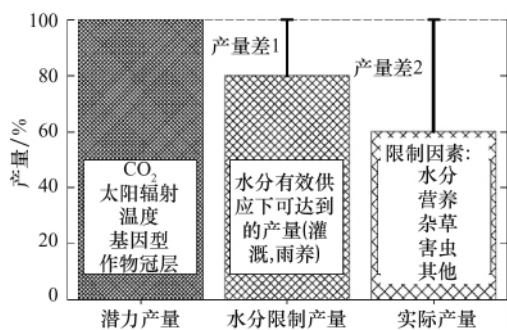 产量/%
100
80
60
40
20
0
产量差1
产量差2
CO₂
太阳辐射
温度
基因型
作物冠层
水分有效供
应下可达到
的产量(灌
溉,雨养)
限制因素:
水分
营养
杂草
害虫
其他
潜力产量
水分限制产量
实际产量